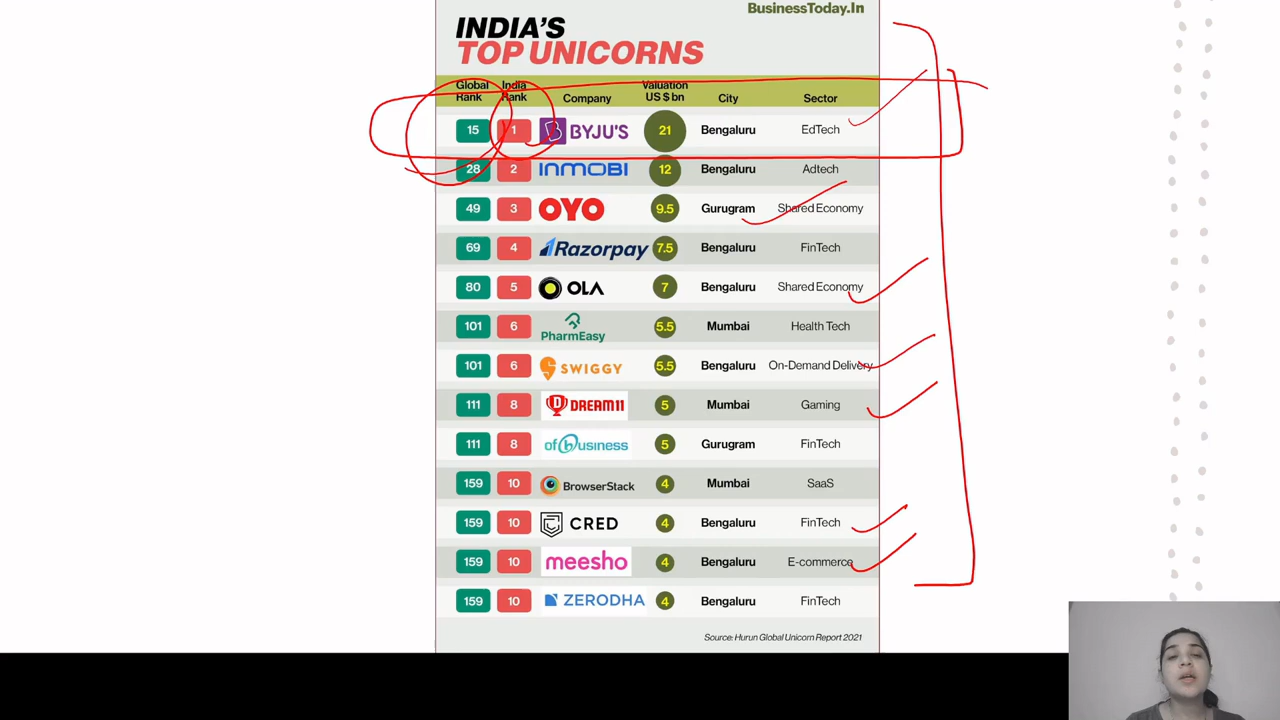 BusinessToday.In
INDIA'S
TOP UNICORNS
Global Rank India Rank Company Valuation US $ bn City Sector
15 1 BYJU'S 21 Bengaluru EdTech
28 2 INMOBI 12 Bengaluru Adtech
49 3 OYO 9.5 Gurugram Shared Economy
69 4 Razorpay 7.5 Bengaluru FinTech
80 5 OLA 7 Bengaluru Shared Economy
101 6 PharmEasy 5.5 Mumbai Health Tech
101 6 SWIGGY 5.5 Bengaluru On-Demand Delivery
111 8 D DREAM11 5 Mumbai Gaming
111 8 ofbusiness 5 Gurugram FinTech
159 10 BrowserStack 4 Mumbai SaaS
159 10 CRED 4 Bengaluru FinTech
159 10 meesho 4 Bengaluru E-commerce
159 10 ZERODHA 4 Bengaluru FinTech
Source: Hurun Global Unicorn Report 2021